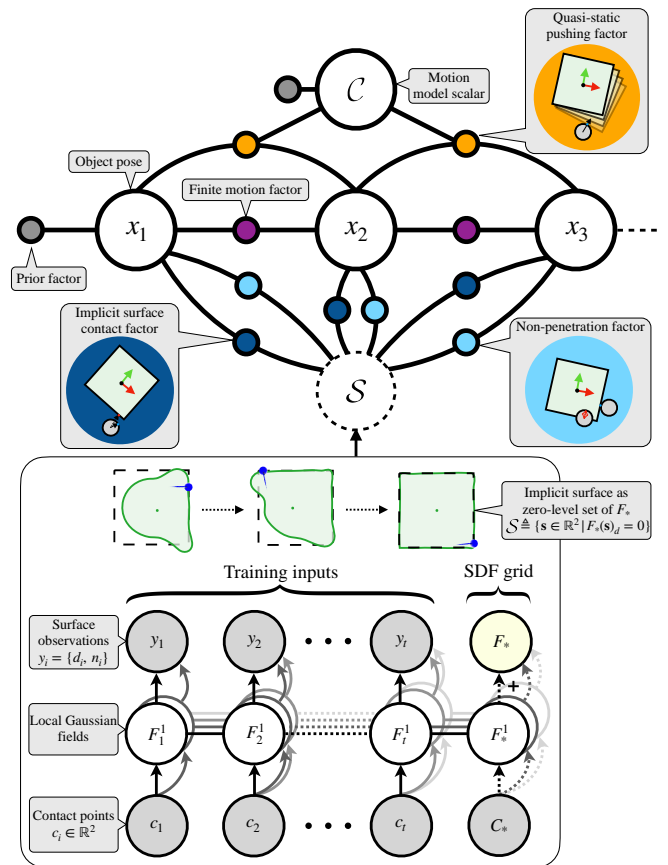 Quasi-static
pushing factor
C
Motion
model scalar
Object pose
Finite motion factor
x₁
x₂
x₃
Prior factor
Implicit surface
contact factor
Non-penetration factor
S
Implicit surface as
zero-level set of F*
S ≜ {s ∈ ℝ² | F*(s)d = 0}
Training inputs
SDF grid
Surface
observations
yᵢ = {dᵢ, nᵢ}
y₁
y₂
• • •
yₜ
F*
+
Local Gaussian
fields
F₁¹
F₂¹
Fₜ¹
F*¹
Contact points
cᵢ ∈ ℝ²
c₁
c₂
• • •
cₜ
C*